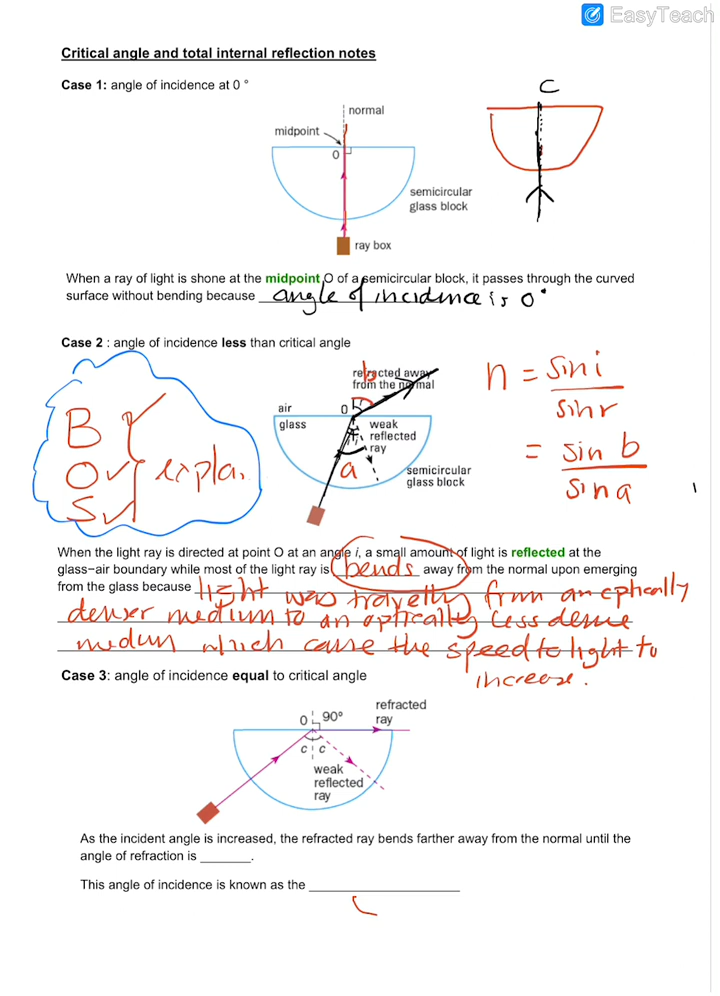 EasyTeach
Critical angle and total internal reflection notes
Case 1: angle of incidence at 0 °
C
normal
midpoint
O
semicircular
glass block
ray box
When a ray of light is shone at the midpoint O of a semicircular block, it passes through the curved
surface without bending because angle of incidence is 0°
Case 2 : angle of incidence less than critical angle
refracted away
from the normal
b
air
glass
O
weak
reflected
ray
a
semicircular
glass block
n = sin i
sin r
= sin b
sin a
B
O
S
explan
When the light ray is directed at point O at an angle i, a small amount of light is reflected at the
glass-air boundary while most of the light ray is bends away from the normal upon emerging
from the glass because light was travelling from an optically
denser medium to an optically less dense
medium which cause the speed to light to
increase.
Case 3: angle of incidence equal to critical angle
refracted
ray
O 90°
c c
weak
reflected
ray
As the incident angle is increased, the refracted ray bends farther away from the normal until the
angle of refraction is ________.
This angle of incidence is known as the ________________________